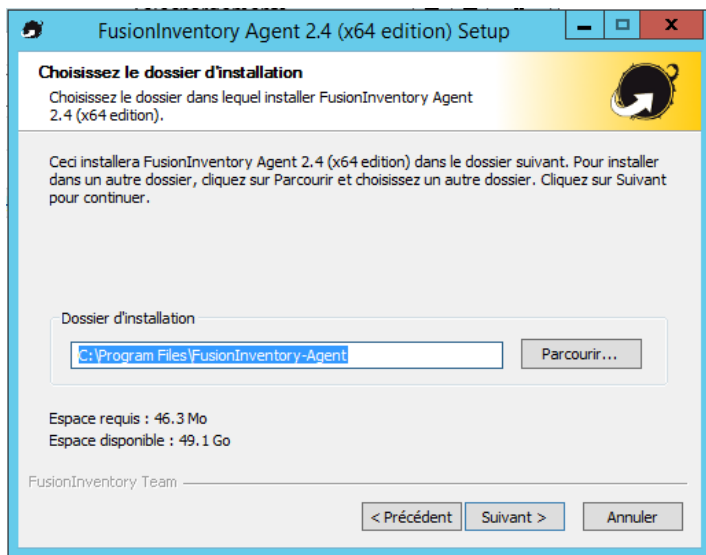 FusionInventory Agent 2.4 (x64 edition) Setup
Choisissez le dossier d'installation
Choisissez le dossier dans lequel installer FusionInventory Agent
2.4 (x64 edition).
Ceci installera FusionInventory Agent 2.4 (x64 edition) dans le dossier suivant. Pour installer
dans un autre dossier, cliquez sur Parcourir et choisissez un autre dossier. Cliquez sur Suivant
pour continuer.
Dossier d'installation
C:\Program Files\FusionInventory-Agent
Parcourir...
Espace requis : 46.3 Mo
Espace disponible : 49.1 Go
FusionInventory Team
< Précédent
Suivant >
Annuler